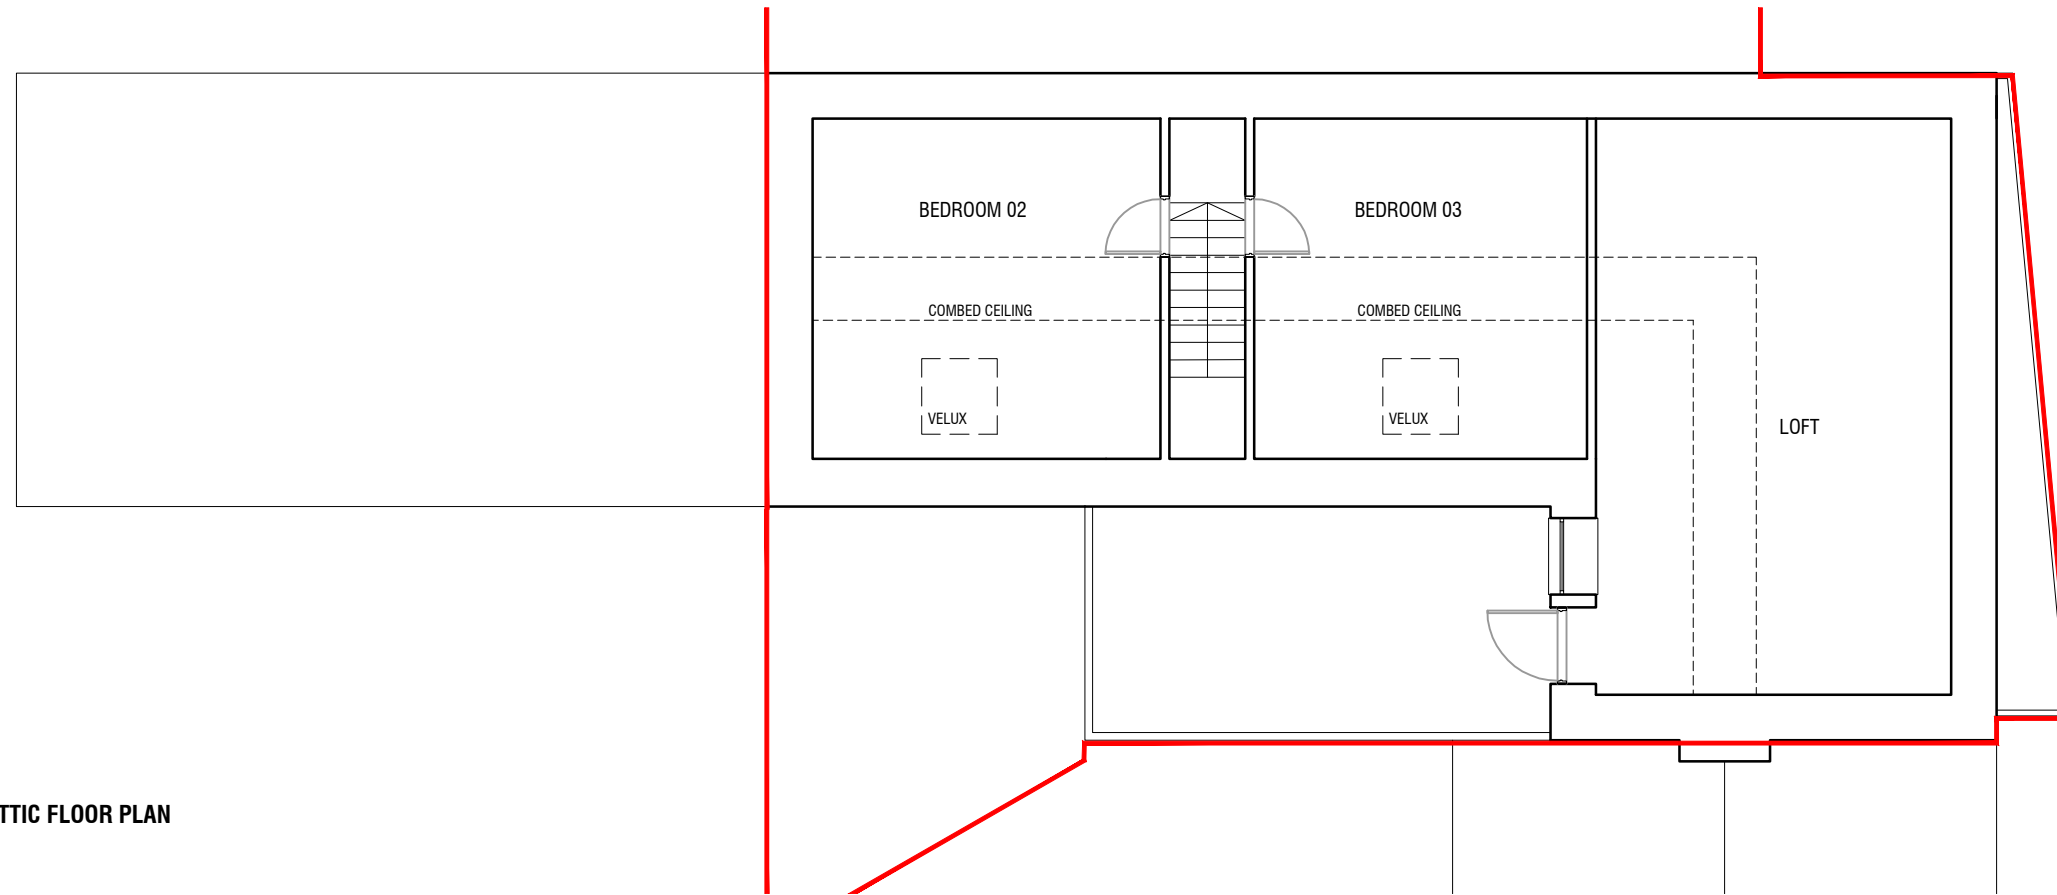 BEDROOM 02
BEDROOM 03
COMBED CEILING
COMBED CEILING
VELUX
VELUX
LOFT
TTIC FLOOR PLAN